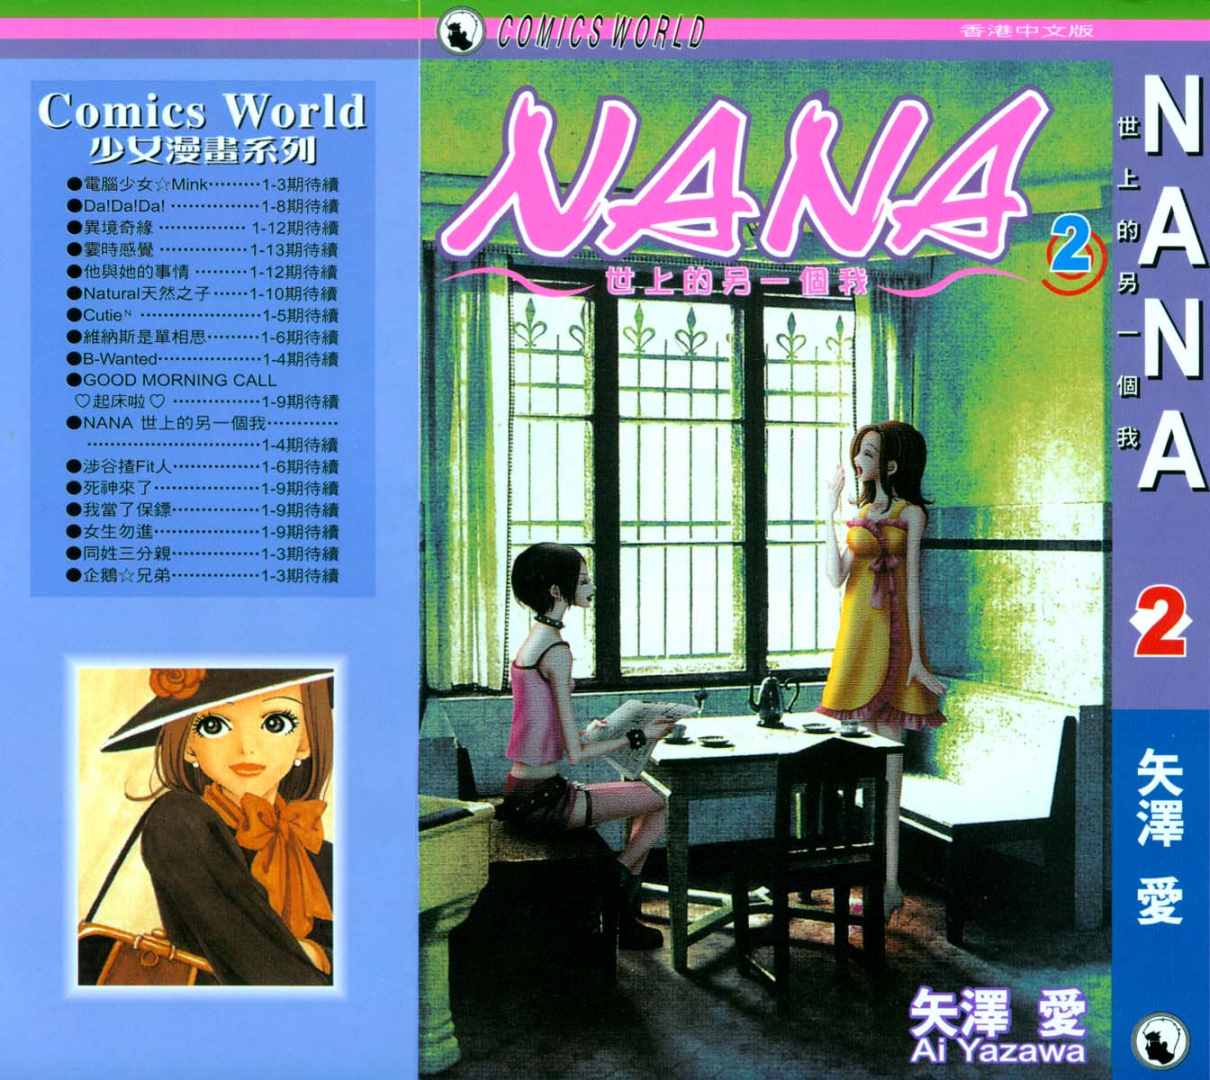 Comics World
少女漫畫系列
●電腦少女☆Mink………1-3期待續
●Da!Da!Da! ……………1-8期待續
●異境奇緣 …………… 1-12期待續
●霎時感覺 ……………1-13期待續
●他與她的事情 ………1-12期待續
●Natural天然之子……1-10期待續
●Cutieᴺ …………………1-5期待續
●維納斯是單相思………1-6期待續
●B-Wanted………………1-4期待續
●GOOD MORNING CALL
♡起床啦♡ ……………1-9期待續
●NANA 世上的另一個我…………
……………………………1-4期待續
●涉谷揸Fit人……………1-6期待續
●死神來了………………1-9期待續
●我當了保鏢……………1-9期待續
●女生勿進………………1-9期待續
●同姓三分親……………1-3期待續
●企鵝☆兄弟……………1-3期待續
COMICS WORLD
香港中文版
NANA
世上的另一個我
2
矢澤 愛
Ai Yazawa
NANA
世上的另一個我
2
矢澤 愛